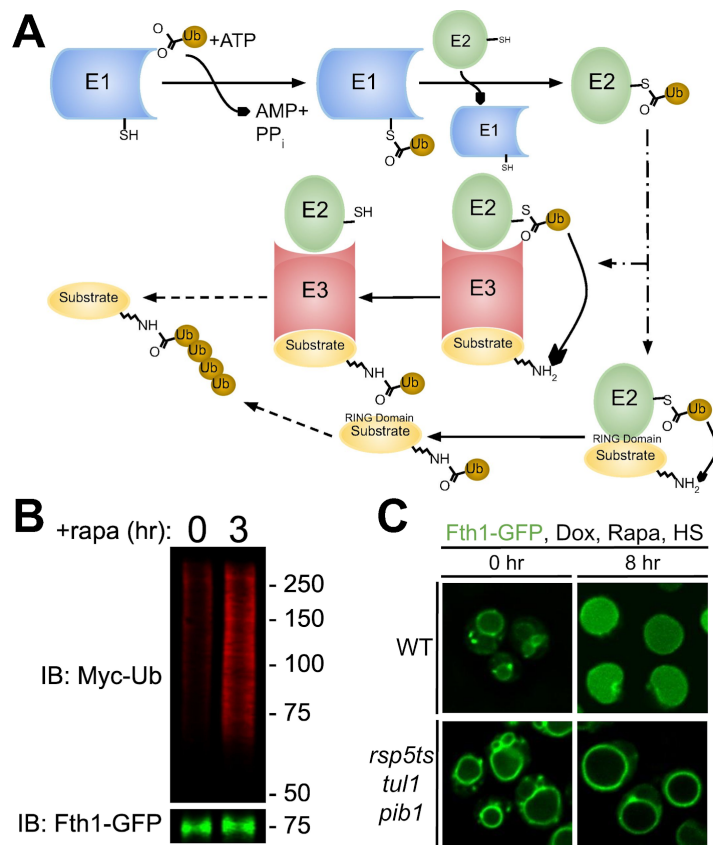 A
O
O
Ub
+ATP
E1
SH
AMP+
PPi
E1
S
O
Ub
E2
SH
E1
SH
E2
S
O
Ub
E2
SH
E3
Substrate
NH
O
Ub
E2
S
O
Ub
E3
Substrate
NH2
Substrate
NH
O
Ub
Ub
Ub
Ub
RING Domain
Substrate
NH
O
Ub
E2
S
O
Ub
RING Domain
Substrate
NH2
B
+rapa (hr): 0 3
- 250
- 150
IB: Myc-Ub
- 100
- 75
- 50
IB: Fth1-GFP
- 75
C
Fth1-GFP, Dox, Rapa, HS
0 hr 8 hr
WT
rsp5ts
tul1
pib1